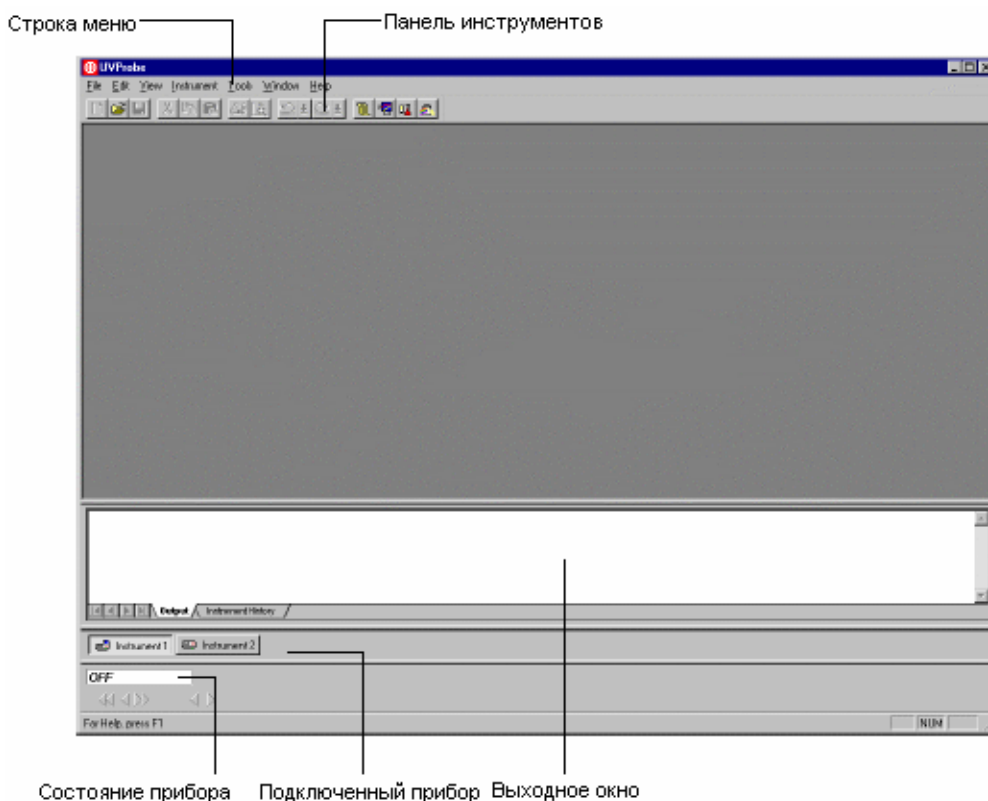 Строка меню
Панель инструментов
UVProbe
File Edit View Instrument Tools Window Help
Output Instrument History
Instrument 1 Instrument 2
OFF
For Help, press F1
NUM
Состояние прибора Подключенный прибор Выходное окно